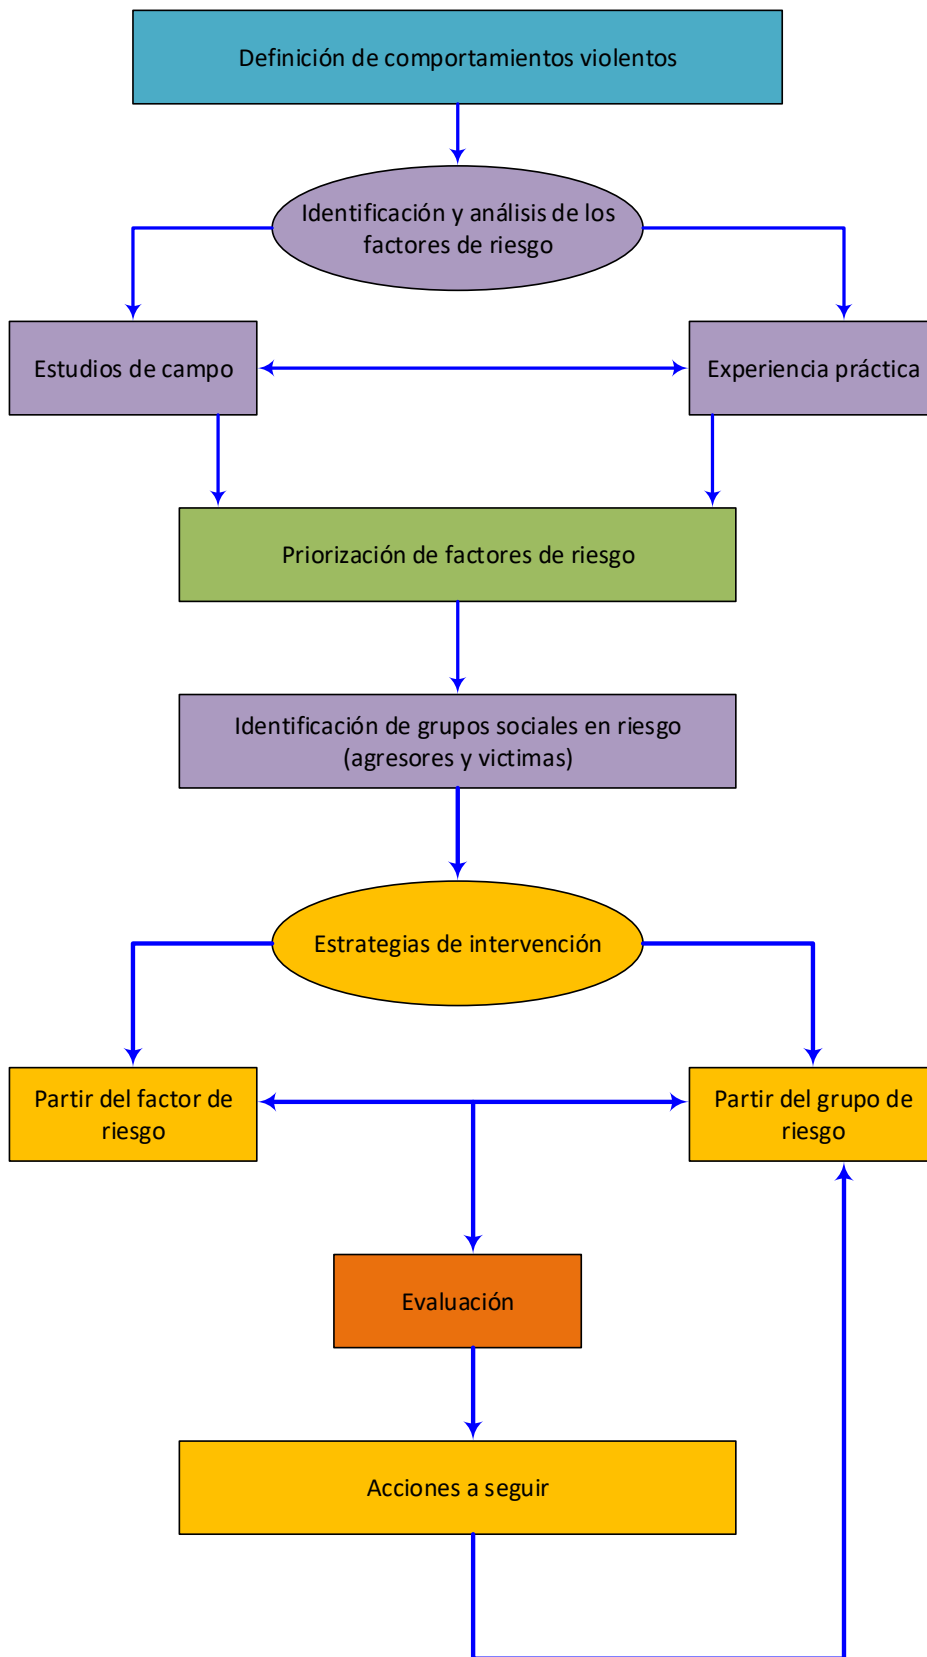 Definición de comportamientos violentos
Identificación y análisis de los
factores de riesgo
Estudios de campo
Experiencia práctica
Priorización de factores de riesgo
Identificación de grupos sociales en riesgo
(agresores y victimas)
Estrategias de intervención
Partir del factor de
riesgo
Partir del grupo de
riesgo
Evaluación
Acciones a seguir